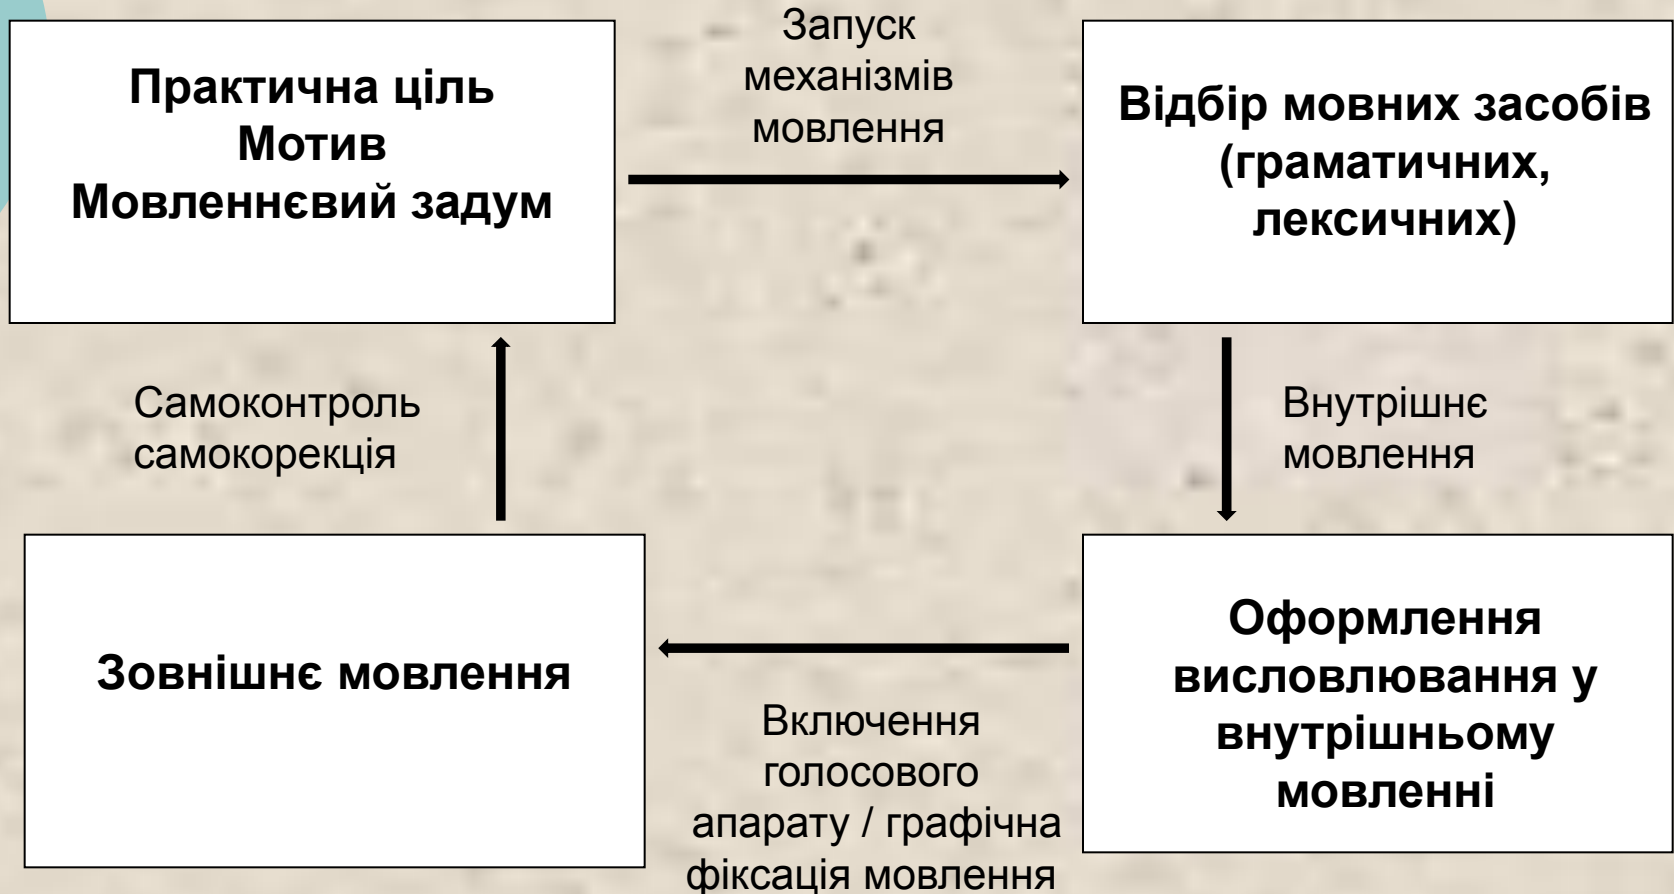 Практична ціль
Мотив
Мовленнєвий задум
Запуск
механізмів
мовлення
Відбір мовних засобів
(граматичних,
лексичних)
Самоконтроль
самокорекція
Внутрішнє
мовлення
Зовнішнє мовлення
Включення
голосового
апарату / графічна
фіксація мовлення
Оформлення
висловлювання у
внутрішньому
мовленні